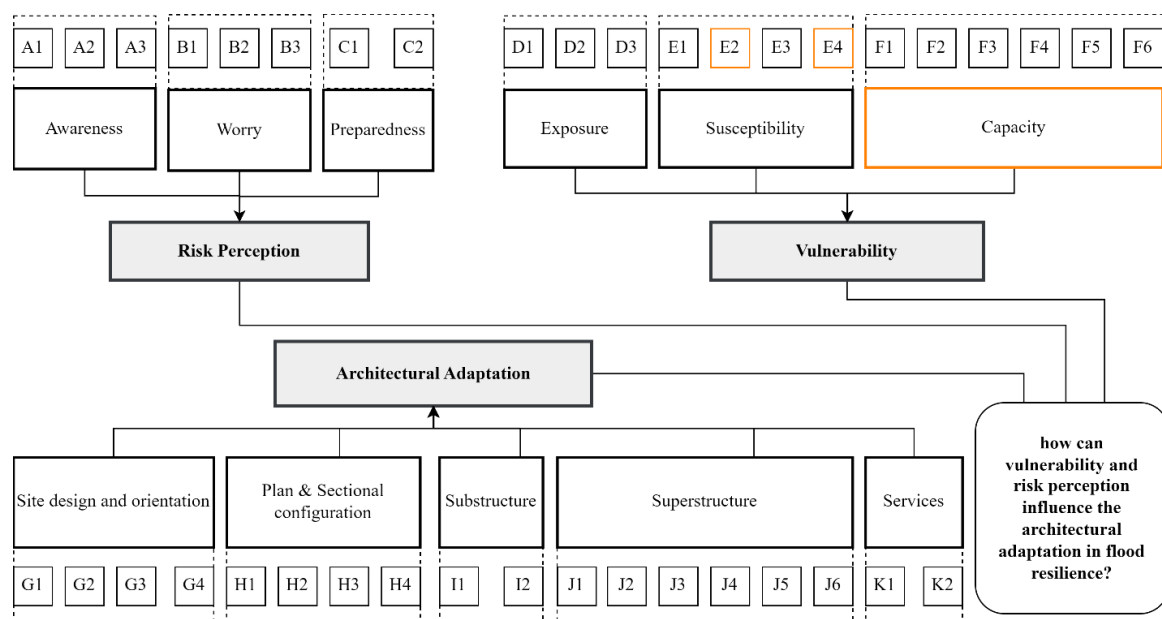 A1 A2 A3 B1 B2 B3 C1 C2 D1 D2 D3 E1 E2 E3 E4 F1 F2 F3 F4 F5 F6
Awareness Worry Preparedness Exposure Susceptibility Capacity
Risk Perception Vulnerability
Architectural Adaptation
Site design and orientation
Plan & Sectional
configuration
Substructure
Superstructure
Services
how can
vulnerability and
risk perception
influence the
architectural
adaptation in flood
resilience?
G1 G2 G3 G4 H1 H2 H3 H4 I1 I2 J1 J2 J3 J4 J5 J6 K1 K2